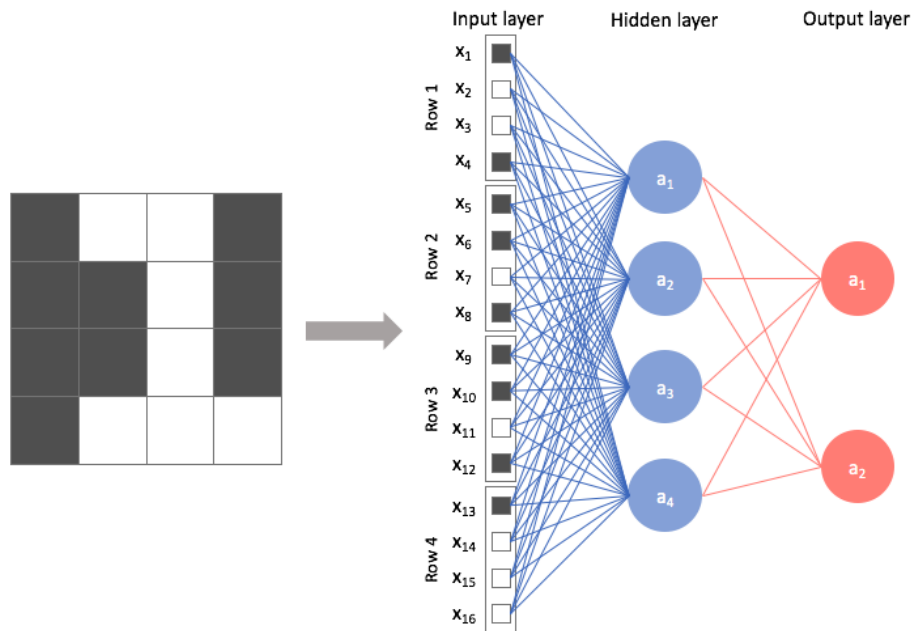 Input layer
Hidden layer
Output layer
Row 1
x₁
x₂
x₃
x₄
Row 2
x₅
x₆
x₇
x₈
Row 3
x₉
x₁₀
x₁₁
x₁₂
Row 4
x₁₃
x₁₄
x₁₅
x₁₆
a₁
a₂
a₃
a₄
a₁
a₂